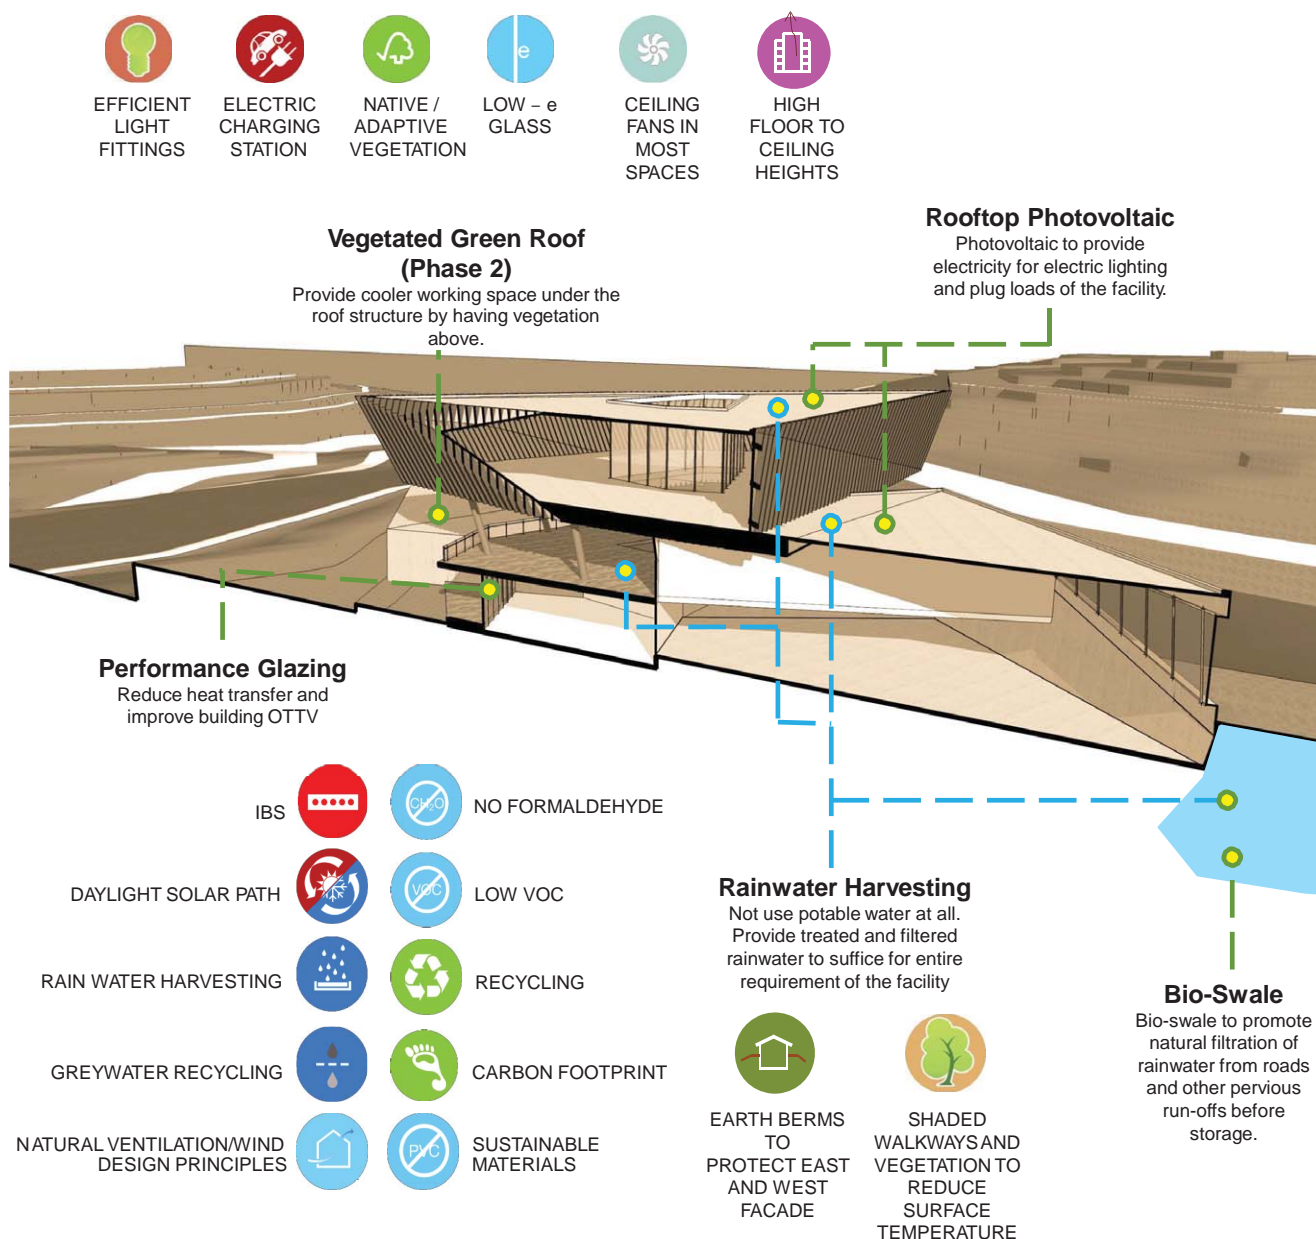 e
EFFICIENT
LIGHT
FITTINGS
ELECTRIC
CHARGING
STATION
NATIVE /
ADAPTIVE
VEGETATION
LOW – e
GLASS
CEILING
FANS IN
MOST
SPACES
HIGH
FLOOR TO
CEILING
HEIGHTS
Vegetated Green Roof
(Phase 2)
Provide cooler working space under the
roof structure by having vegetation
above.
Rooftop Photovoltaic
Photovoltaic to provide
electricity for electric lighting
and plug loads of the facility.
Performance Glazing
Reduce heat transfer and
improve building OTTV
IBS
CH₂O
NO FORMALDEHYDE
DAYLIGHT SOLAR PATH
VOC
LOW VOC
RAIN WATER HARVESTING
RECYCLING
GREYWATER RECYCLING
CARBON FOOTPRINT
NATURAL VENTILATION/WIND
DESIGN PRINCIPLES
PVC
SUSTAINABLE
MATERIALS
Rainwater Harvesting
Not use potable water at all.
Provide treated and filtered
rainwater to suffice for entire
requirement of the facility
EARTH BERMS
TO
PROTECT EAST
AND WEST
FACADE
SHADED
WALKWAYS AND
VEGETATION TO
REDUCE
SURFACE
TEMPERATURE
Bio-Swale
Bio-swale to promote
natural filtration of
rainwater from roads
and other pervious
run-offs before
storage.